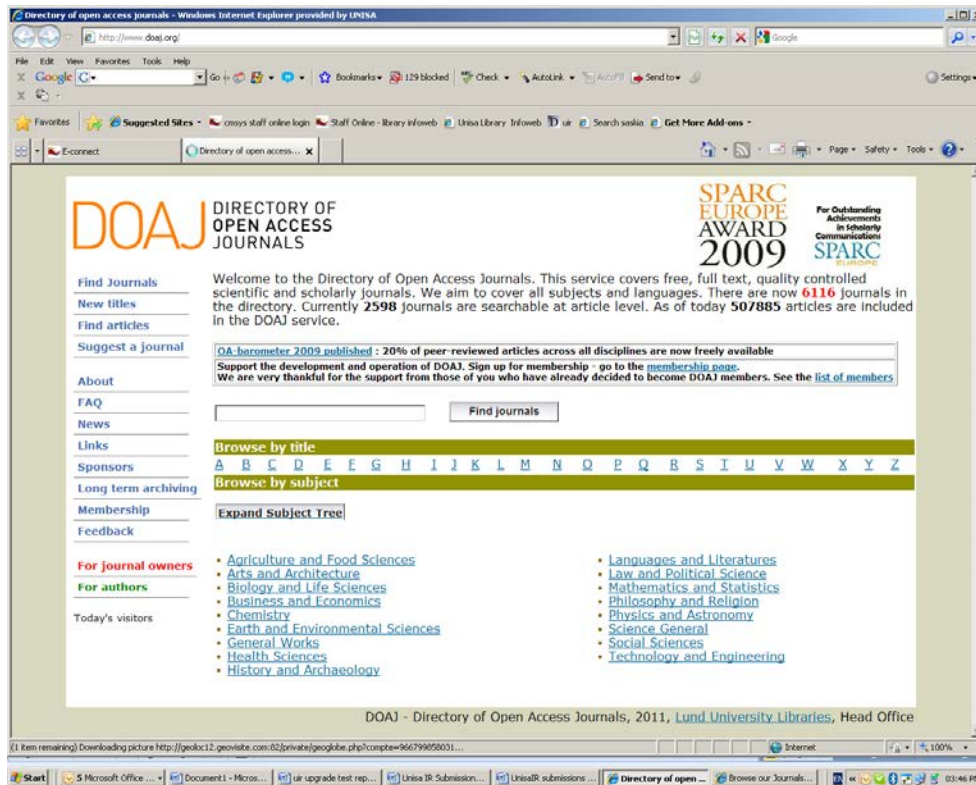 Directory of open access journals - Windows Internet Explorer provided by UNISA
http://www.doaj.org/
Google
File Edit View Favorites Tools Help
Google Go Bookmarks 129 blocked Check AutoLink AutoFill Send to Settings
Favorites Suggested Sites cmsys staff online login Staff Online - library infoweb Unisa Library Infoweb uir Search saskia Get More Add-ons
E-connect Directory of open access... Page Safety Tools
DOAJ DIRECTORY OF
OPEN ACCESS
JOURNALS
SPARC
EUROPE
AWARD
2009
For Outstanding
Achievements
in Scholarly
Communications
SPARC
EUROPE
Find Journals
New titles
Find articles
Suggest a journal
About
FAQ
News
Links
Sponsors
Long term archiving
Membership
Feedback
For journal owners
For authors
Today's visitors
Welcome to the Directory of Open Access Journals. This service covers free, full text, quality controlled
scientific and scholarly journals. We aim to cover all subjects and languages. There are now 6116 journals in
the directory. Currently 2598 journals are searchable at article level. As of today 507885 articles are included
in the DOAJ service.
OA-barometer 2009 published : 20% of peer-reviewed articles across all disciplines are now freely available
Support the development and operation of DOAJ. Sign up for membership - go to the membership page.
We are very thankful for the support from those of you who have already decided to become DOAJ members. See the list of members
Find journals
Browse by title
A B C D E F G H I J K L M N O P Q R S T U V W X Y Z
Browse by subject
Expand Subject Tree
Agriculture and Food Sciences
Arts and Architecture
Biology and Life Sciences
Business and Economics
Chemistry
Earth and Environmental Sciences
General Works
Health Sciences
History and Archaeology
Languages and Literatures
Law and Political Science
Mathematics and Statistics
Philosophy and Religion
Physics and Astronomy
Science General
Social Sciences
Technology and Engineering
DOAJ - Directory of Open Access Journals, 2011, Lund University Libraries, Head Office
(1 item remaining) Downloading picture http://geoloc12.geovisite.com:82/private/geoglobe.php?compte=966799858031... Internet 100%
Start 5 Microsoft Office ... Document1 - Micros... uir upgrade test rep... Unisa IR Submission... UnisaIR submissions ... Directory of open ... Browse our Journals... EN 03:46 PM